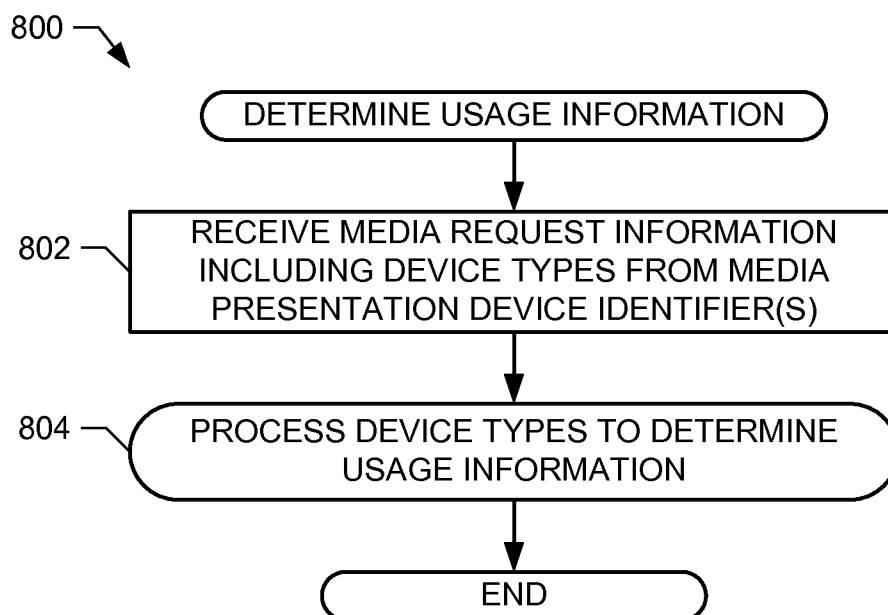 800
DETERMINE USAGE INFORMATION
802
RECEIVE MEDIA REQUEST INFORMATION
INCLUDING DEVICE TYPES FROM MEDIA
PRESENTATION DEVICE IDENTIFIER(S)
804
PROCESS DEVICE TYPES TO DETERMINE
USAGE INFORMATION
END